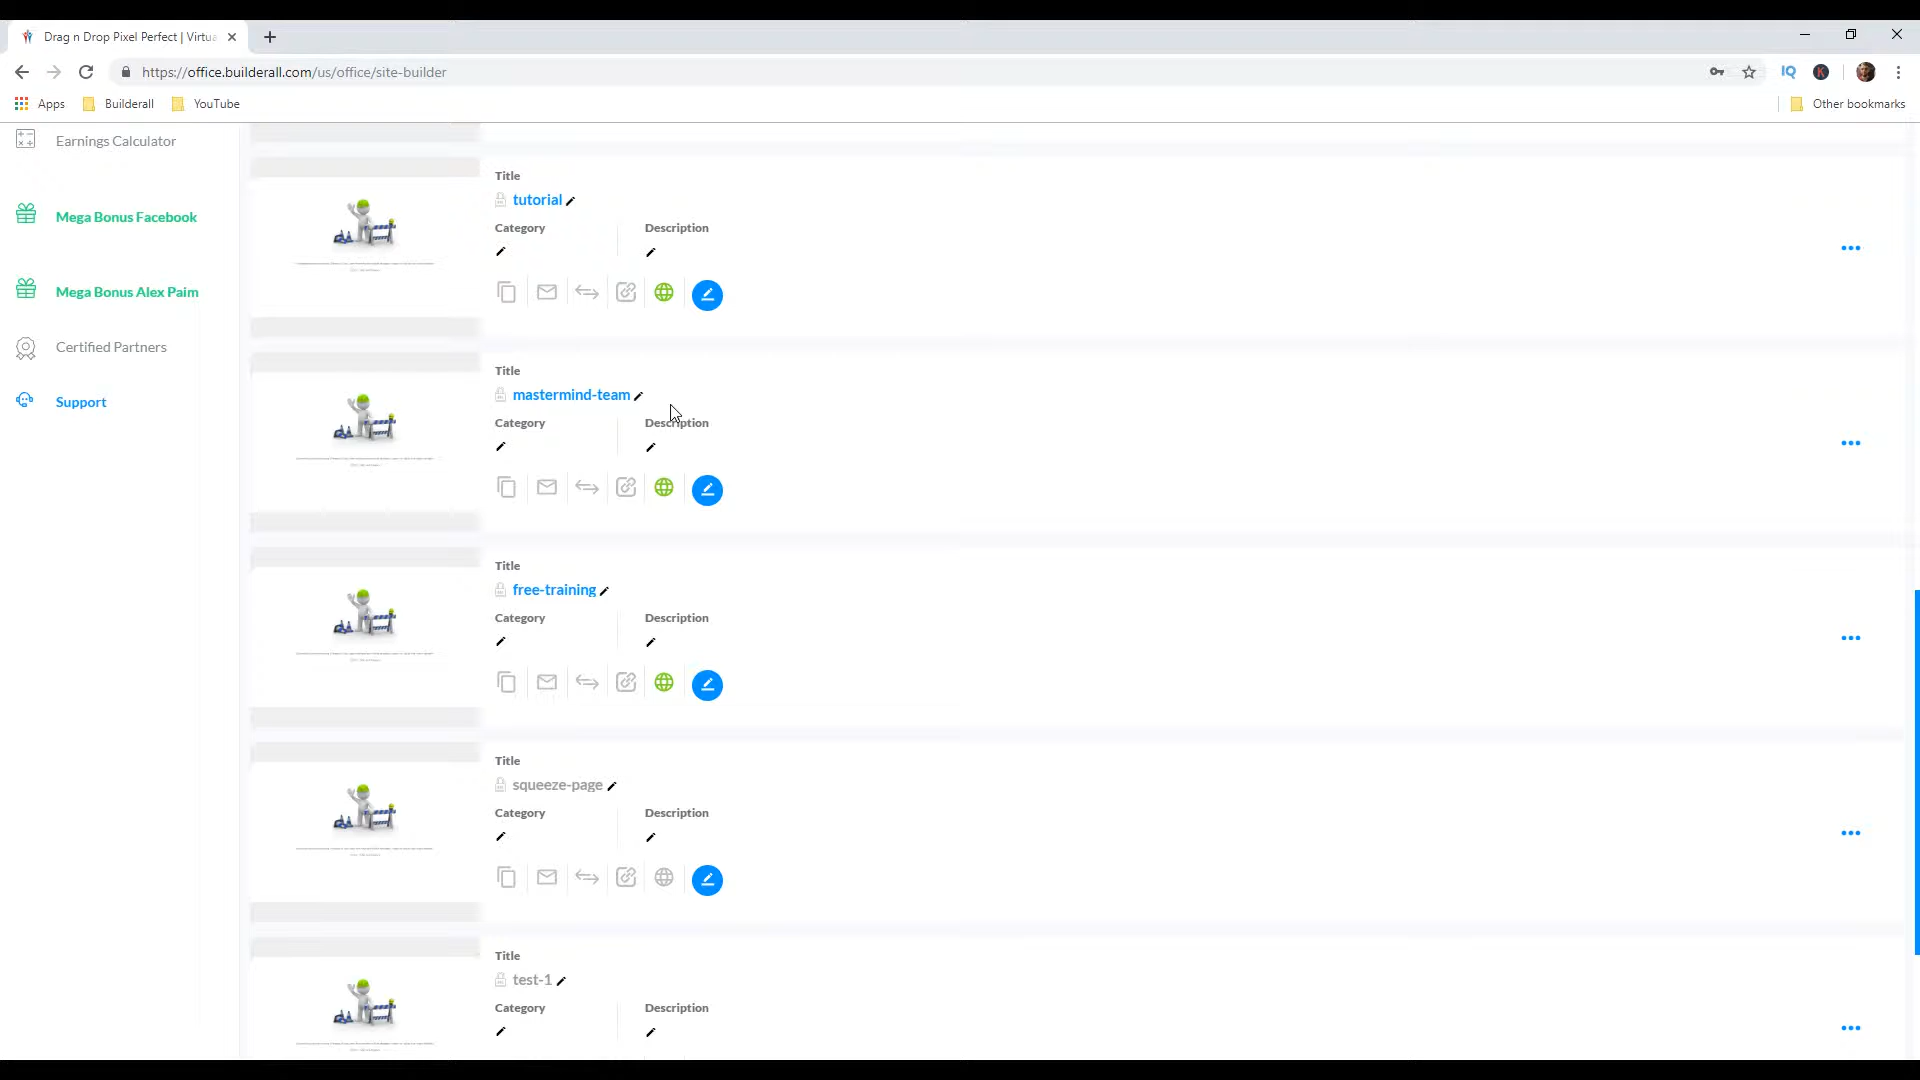 Drag n Drop Pixel Perfect | Virtua
https://office.builderall.com/us/office/site-builder
IQ
K
Apps
Builderall
YouTube
Other bookmarks
Earnings Calculator
Mega Bonus Facebook
Mega Bonus Alex Paim
Certified Partners
Support
Title
tutorial
Category
Description
Title
mastermind-team
Category
Description
Title
free-training
Category
Description
Title
squeeze-page
Category
Description
Title
test-1
Category
Description